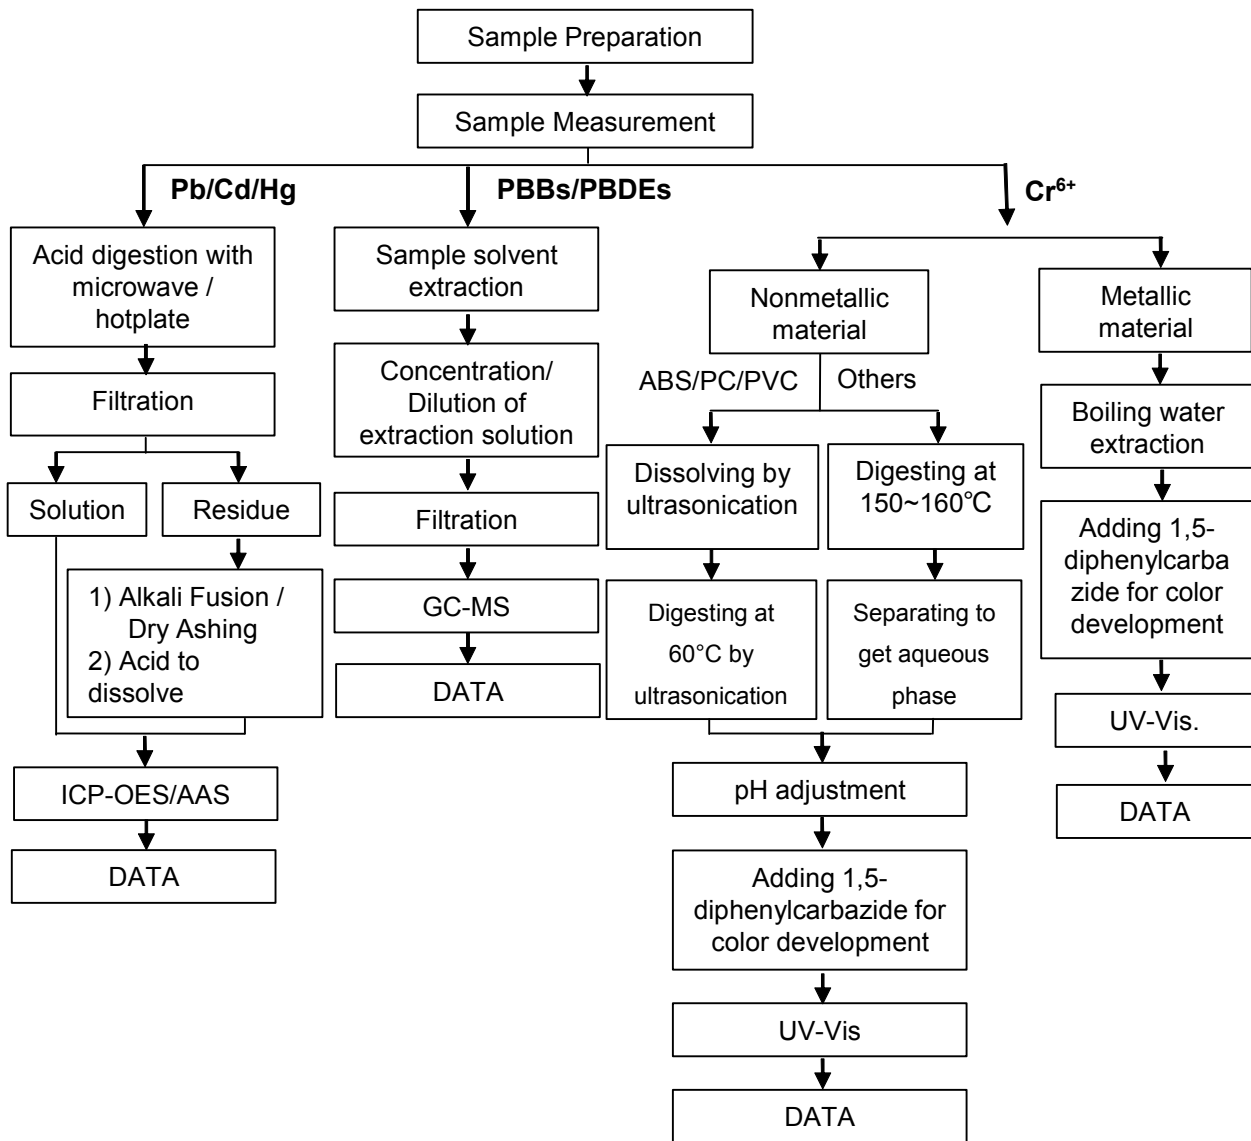 Sample Preparation
Sample Measurement
Pb/Cd/Hg
PBBs/PBDEs
Cr⁶⁺
Acid digestion with
microwave /
hotplate
Filtration
Solution
Residue
1) Alkali Fusion /
Dry Ashing
2) Acid to
dissolve
ICP-OES/AAS
DATA
Sample solvent
extraction
Concentration/
Dilution of
extraction solution
Filtration
GC-MS
DATA
Nonmetallic
material
ABS/PC/PVC
Others
Dissolving by
ultrasonication
Digesting at
60°C by
ultrasonication
Digesting at
150~160℃
Separating to
get aqueous
phase
pH adjustment
Adding 1,5-
diphenylcarbazide for
color development
UV-Vis
DATA
Metallic
material
Boiling water
extraction
Adding 1,5-
diphenylcarba
zide for color
development
UV-Vis.
DATA